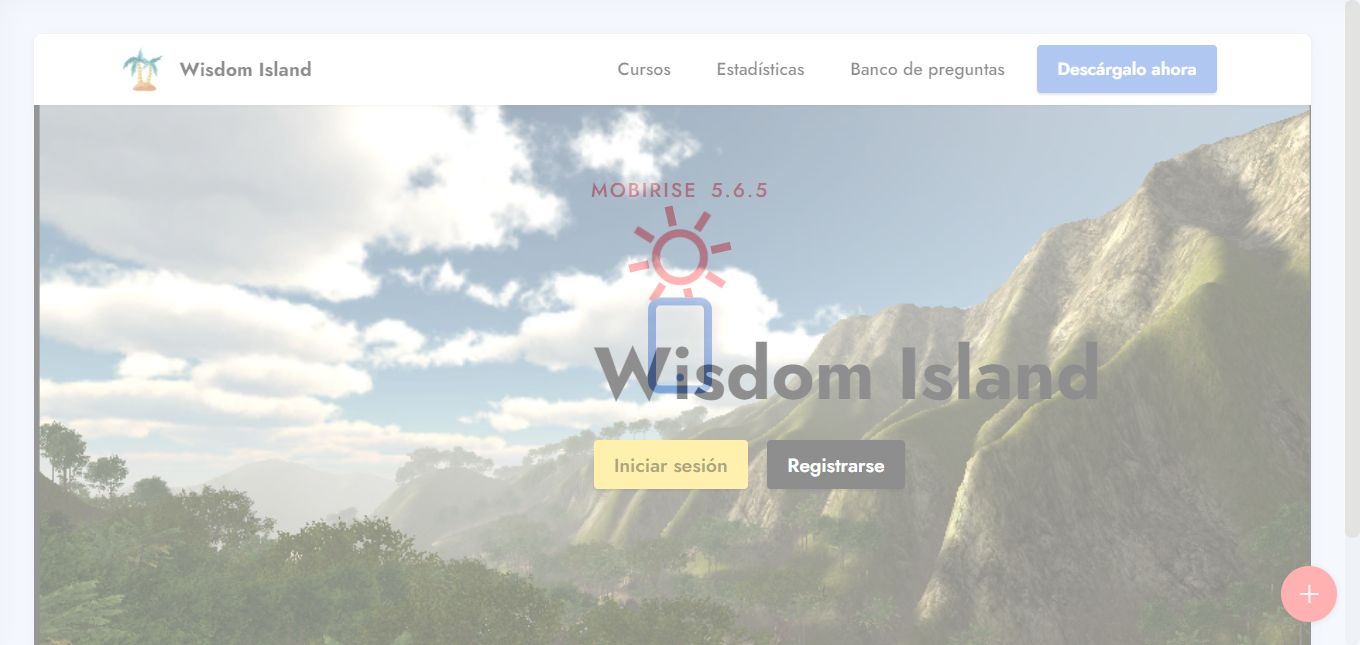 Wisdom Island
Cursos
Estadísticas
Banco de preguntas
Descárgalo ahora
MOBIRISE 5.6.5
Wisdom Island
Iniciar sesión
Registrarse